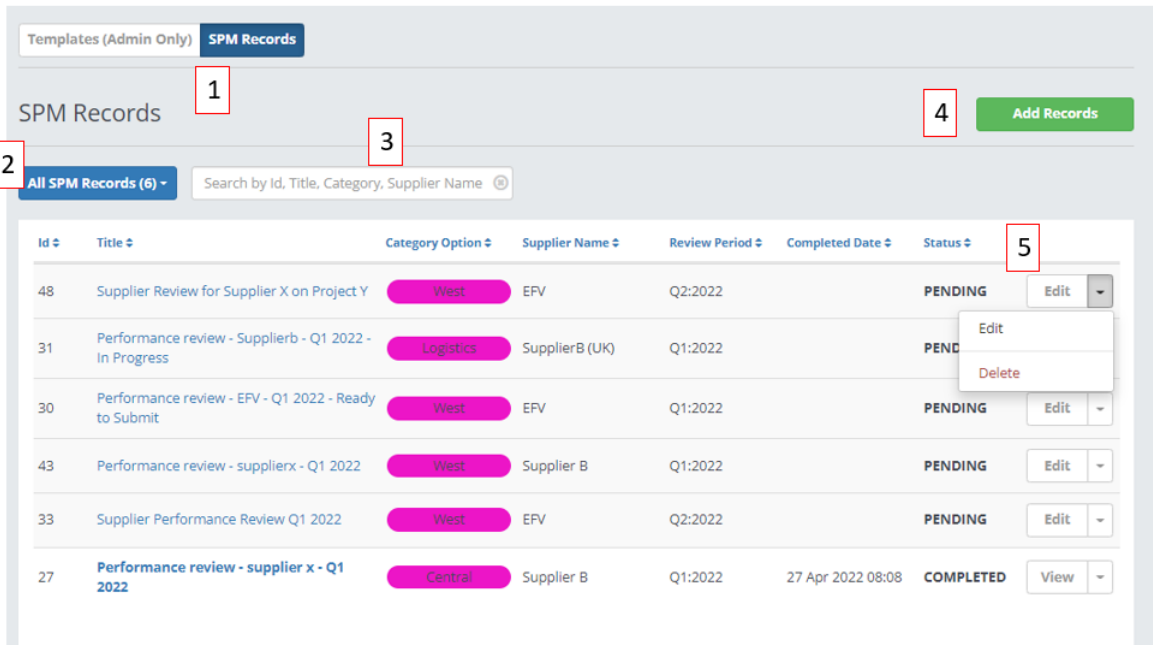 Templates (Admin Only) SPM Records
1
SPM Records
4
Add Records
3
2
All SPM Records (6)
Search by Id, Title, Category, Supplier Name
Id Title Category Option Supplier Name Review Period Completed Date Status
5
48 Supplier Review for Supplier X on Project Y West EFV Q2:2022 PENDING Edit
Edit
Delete
31 Performance review - Supplierb - Q1 2022 -
In Progress
Logistics SupplierB (UK) Q1:2022 PEND
30 Performance review - EFV - Q1 2022 - Ready
to Submit
West EFV Q1:2022 PENDING Edit
43 Performance review - supplierx - Q1 2022 West Supplier B Q1:2022 PENDING Edit
33 Supplier Performance Review Q1 2022 West EFV Q2:2022 PENDING Edit
27 Performance review - supplier x - Q1
2022
Central Supplier B Q1:2022 27 Apr 2022 08:08 COMPLETED View